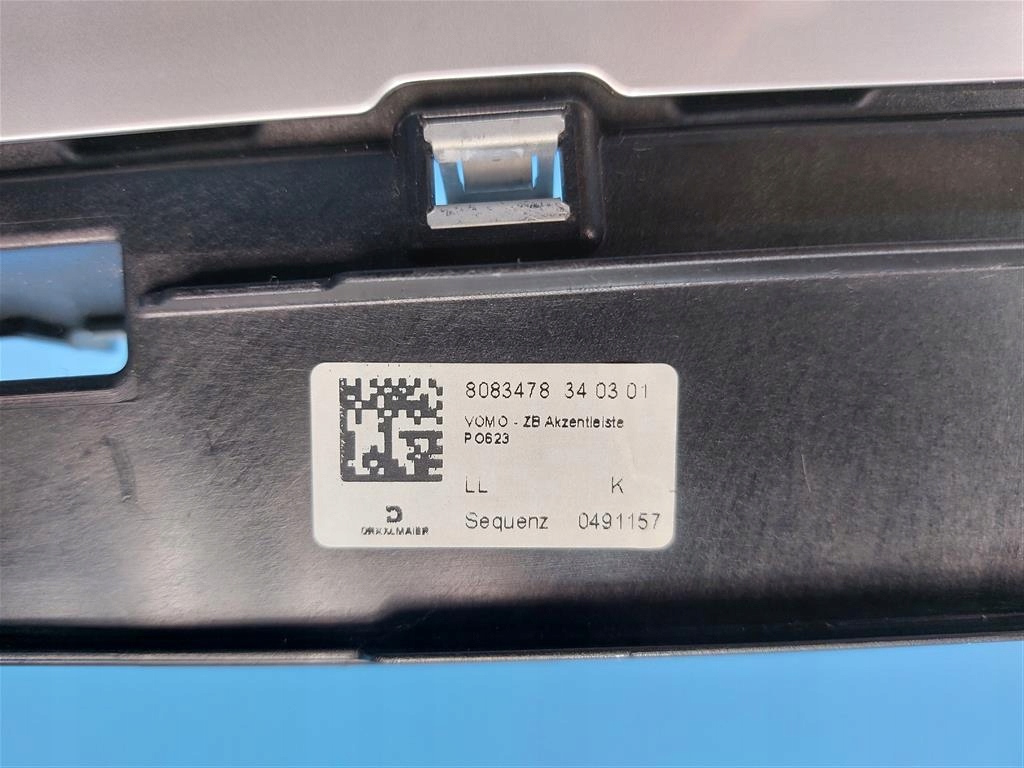 8083478 34 03 01
VOMO - ZB Akzentleiste
PO623
LL K
DRÄXLMAIER
Sequenz 0491157